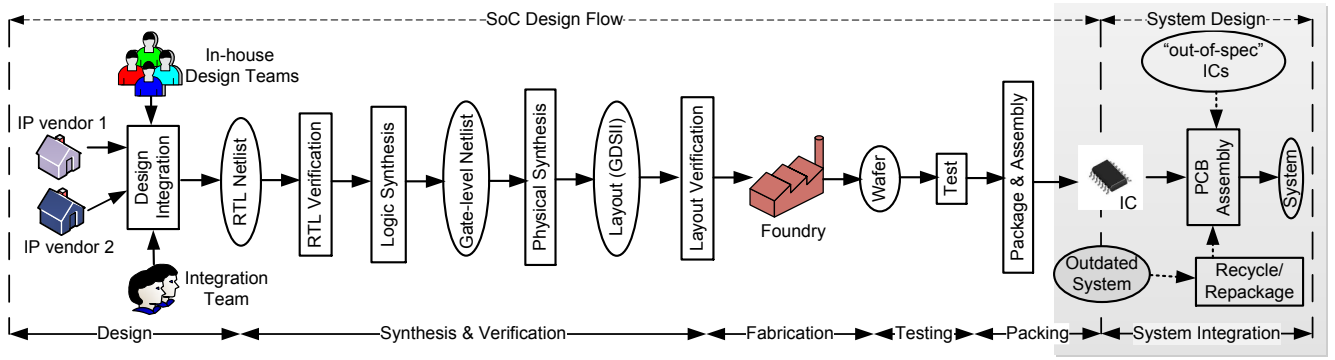 SoC Design Flow
System Design
In-house
Design Teams
"out-of-spec"
ICs
IP vendor 1
IP vendor 2
Design
Integration
Integration
Team
RTL Netlist
RTL Verification
Logic Synthesis
Gate-level Netlist
Physical Synthesis
Layout (GDSII)
Layout Verification
Foundry
Wafer
Test
Package & Assembly
IC
PCB
Assembly
System
Outdated
System
Recycle/
Repackage
Design
Synthesis & Verification
Fabrication
Testing
Packing
System Integration